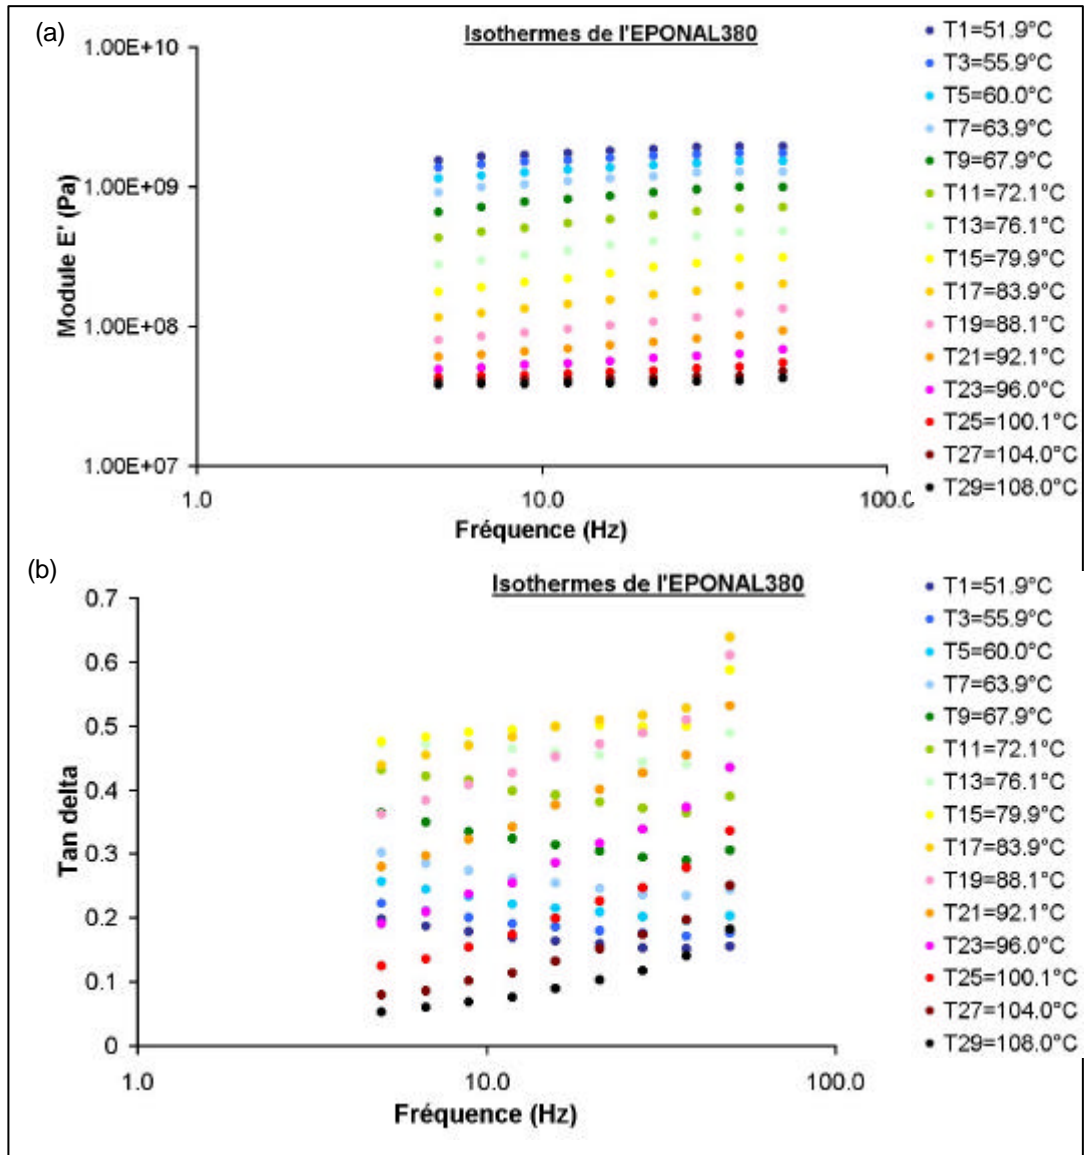 (a)
Isothermes de l'EPONAL380
1.00E+10
1.00E+09
1.00E+08
1.00E+07
Module E' (Pa)
1.0
10.0
100.0
Fréquence (Hz)
T1=51.9°C
T3=55.9°C
T5=60.0°C
T7=63.9°C
T9=67.9°C
T11=72.1°C
T13=76.1°C
T15=79.9°C
T17=83.9°C
T19=88.1°C
T21=92.1°C
T23=96.0°C
T25=100.1°C
T27=104.0°C
T29=108.0°C
(b)
Isothermes de l'EPONAL380
0.7
0.6
0.5
0.4
0.3
0.2
0.1
0
Tan delta
1.0
10.0
100.0
Fréquence (Hz)
T1=51.9°C
T3=55.9°C
T5=60.0°C
T7=63.9°C
T9=67.9°C
T11=72.1°C
T13=76.1°C
T15=79.9°C
T17=83.9°C
T19=88.1°C
T21=92.1°C
T23=96.0°C
T25=100.1°C
T27=104.0°C
T29=108.0°C